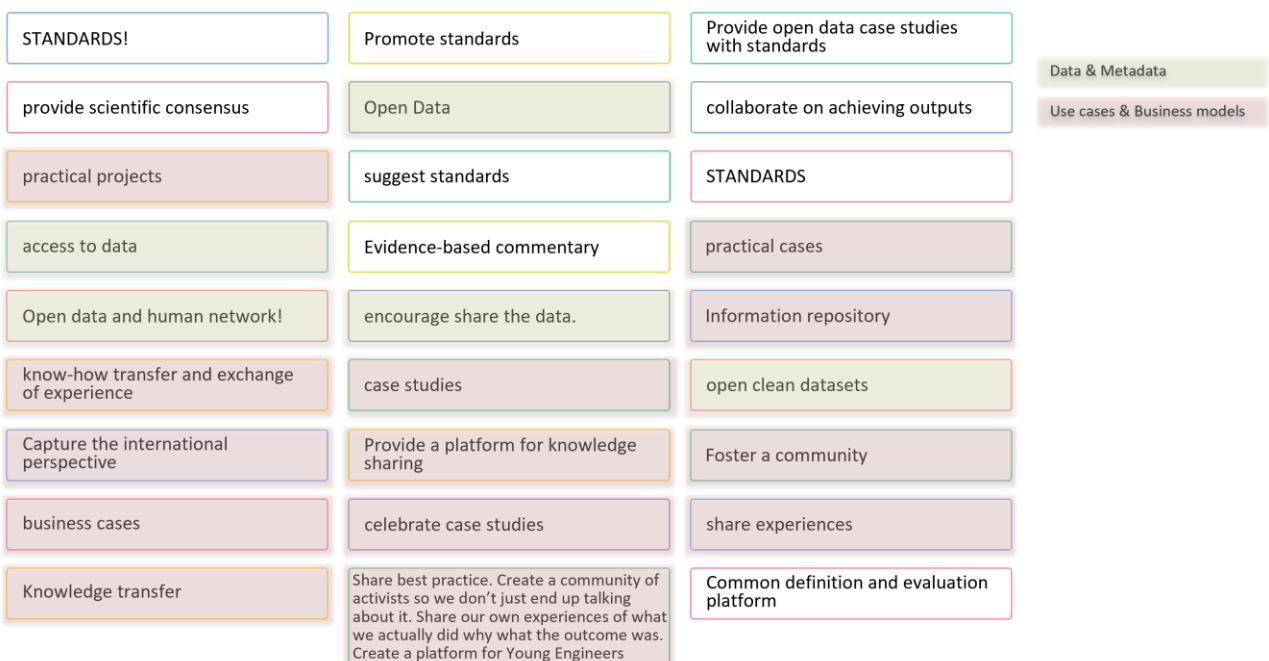 STANDARDS!
Promote standards
Provide open data case studies
with standards
Data & Metadata
provide scientific consensus
Open Data
collaborate on achieving outputs
Use cases & Business models
practical projects
suggest standards
STANDARDS
access to data
Evidence-based commentary
practical cases
Open data and human network!
encourage share the data.
Information repository
know-how transfer and exchange
of experience
case studies
open clean datasets
Capture the international
perspective
Provide a platform for knowledge
sharing
Foster a community
business cases
celebrate case studies
share experiences
Knowledge transfer
Share best practice. Create a community of
activists so we don’t just end up talking
about it. Share our own experiences of what
we actually did why what the outcome was.
Create a platform for Young Engineers
Common definition and evaluation
platform